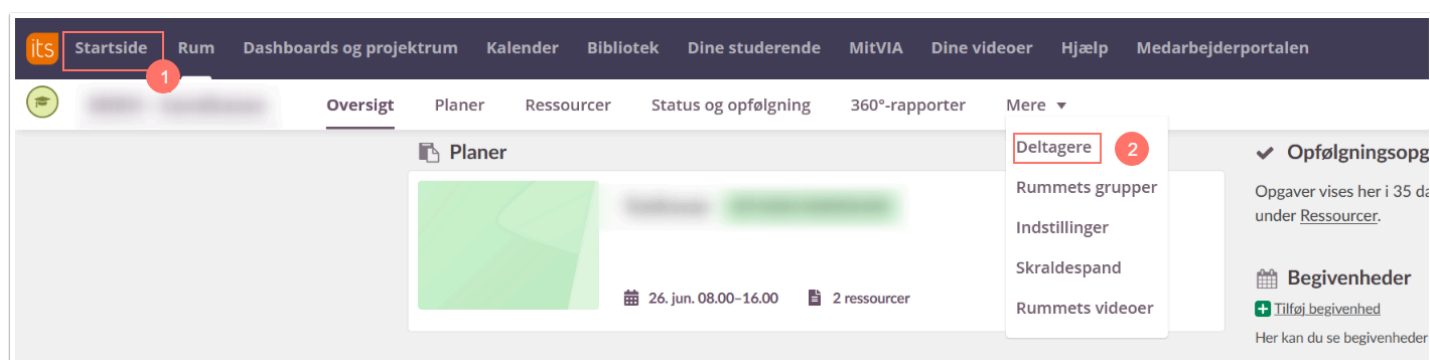 its Startside Rum Dashboards og projektrum Kalender Bibliotek Dine studerende MitVIA Dine videoer Hjælp Medarbejderportalen
1
Oversigt Planer Ressourcer Status og opfølgning 360°-rapporter Mere
Planer
26. jun. 08.00–16.00 2 ressourcer
Deltagere 2
Rummets grupper
Indstillinger
Skraldespand
Rummets videoer
Opfølgningsopg
Opgaver vises her i 35 da
under Ressourcer.
Begivenheder
Tilføj begivenhed
Her kan du se begivenheder